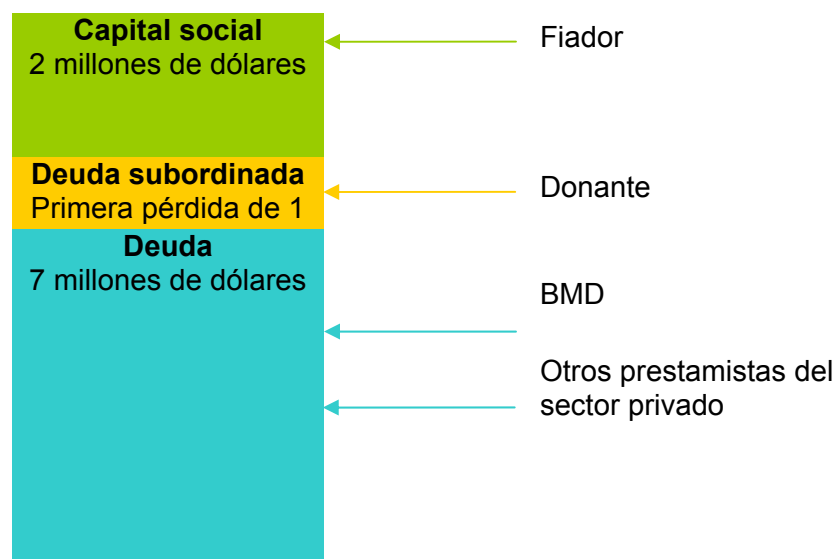 Capital social
2 millones de dólares
Fiador
Deuda subordinada
Primera pérdida de 1
Donante
Deuda
7 millones de dólares
BMD
Otros prestamistas del
sector privado